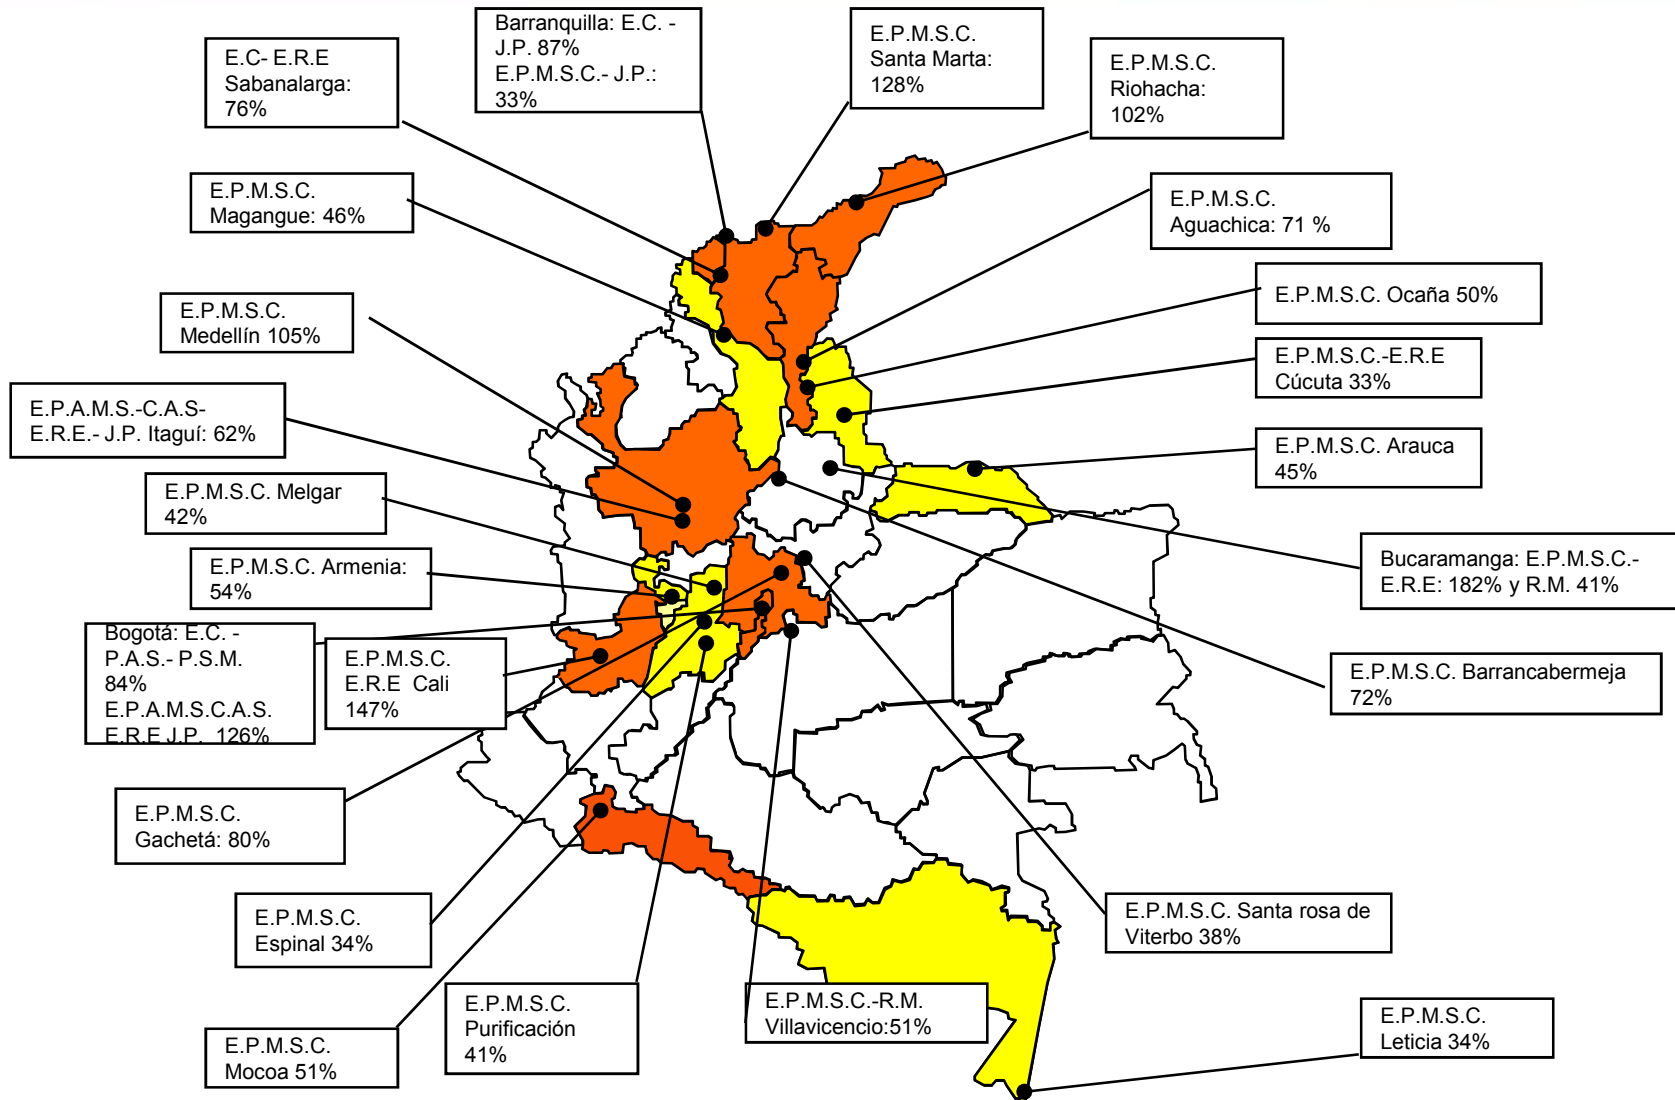 Barranquilla: E.C. -
J.P. 87%
E.P.M.S.C.- J.P.:
33%
E.P.M.S.C.
Santa Marta:
128%
E.C- E.R.E
Sabanalarga:
76%
E.P.M.S.C.
Riohacha:
102%
E.P.M.S.C.
Magangue: 46%
E.P.M.S.C.
Aguachica: 71 %
E.P.M.S.C. Ocaña 50%
E.P.M.S.C.
Medellín 105%
E.P.M.S.C.-E.R.E
Cúcuta 33%
E.P.A.M.S.-C.A.S-
E.R.E.- J.P. Itaguí: 62%
E.P.M.S.C. Arauca
45%
E.P.M.S.C. Melgar
42%
E.P.M.S.C. Armenia:
54%
Bucaramanga: E.P.M.S.C.-
E.R.E: 182% y R.M. 41%
Bogotá: E.C. -
P.A.S.- P.S.M.
84%
E.P.A.M.S.C.A.S.
E.R.E J.P. 126%
E.P.M.S.C.
E.R.E Cali
147%
E.P.M.S.C. Barrancabermeja
72%
E.P.M.S.C.
Gachetá: 80%
E.P.M.S.C.
Espinal 34%
E.P.M.S.C. Santa rosa de
Viterbo 38%
E.P.M.S.C.
Purificación
41%
E.P.M.S.C.-R.M.
Villavicencio:51%
E.P.M.S.C.
Leticia 34%
E.P.M.S.C.
Mocoa 51%